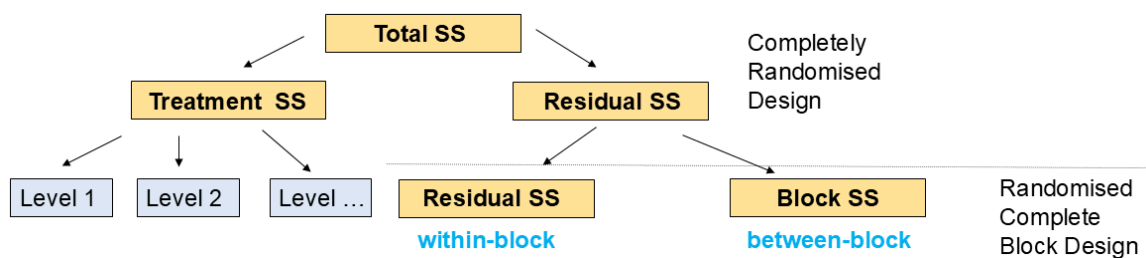 Total SS
Completely
Randomised
Design
Treatment SS
Residual SS
Level 1
Level 2
Level …
Residual SS
Block SS
within-block
between-block
Randomised
Complete
Block Design